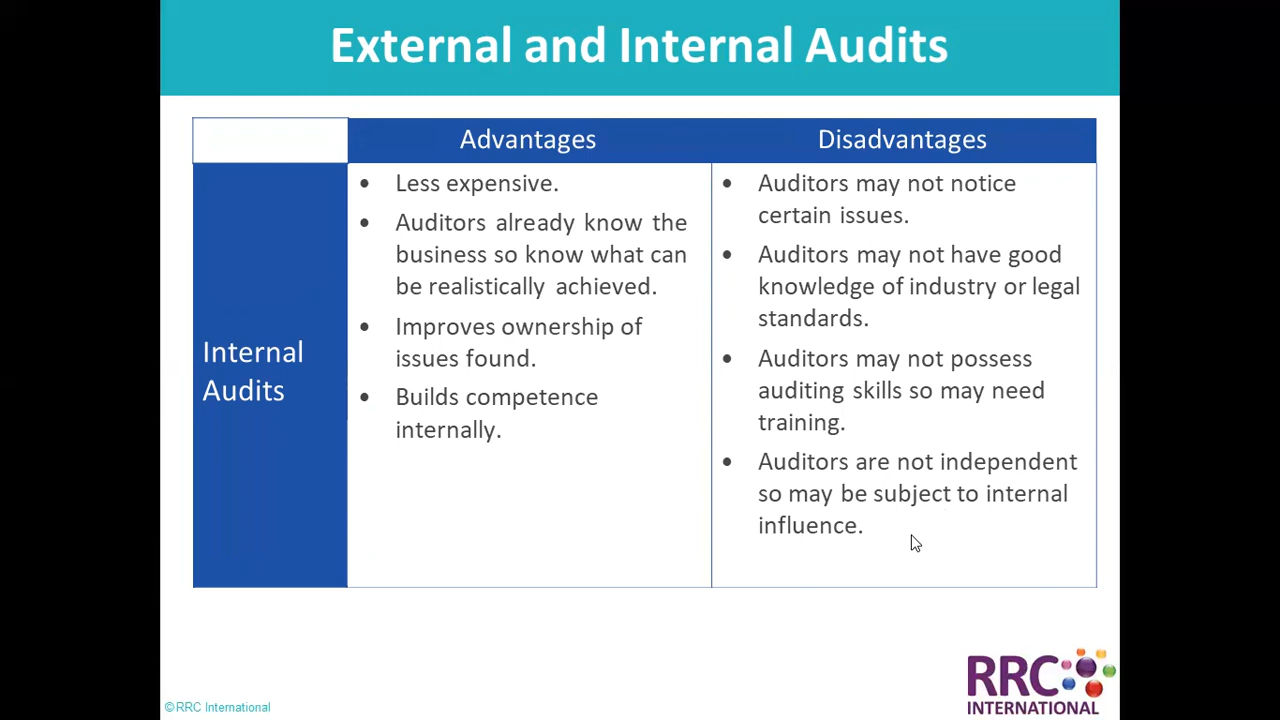 External and Internal Audits
Advantages
Disadvantages
Internal
Audits
• Less expensive.
• Auditors already know the
business so know what can
be realistically achieved.
• Improves ownership of
issues found.
• Builds competence
internally.
• Auditors may not notice
certain issues.
• Auditors may not have good
knowledge of industry or legal
standards.
• Auditors may not possess
auditing skills so may need
training.
• Auditors are not independent
so may be subject to internal
influence.
©RRC International
RRC
INTERNATIONAL